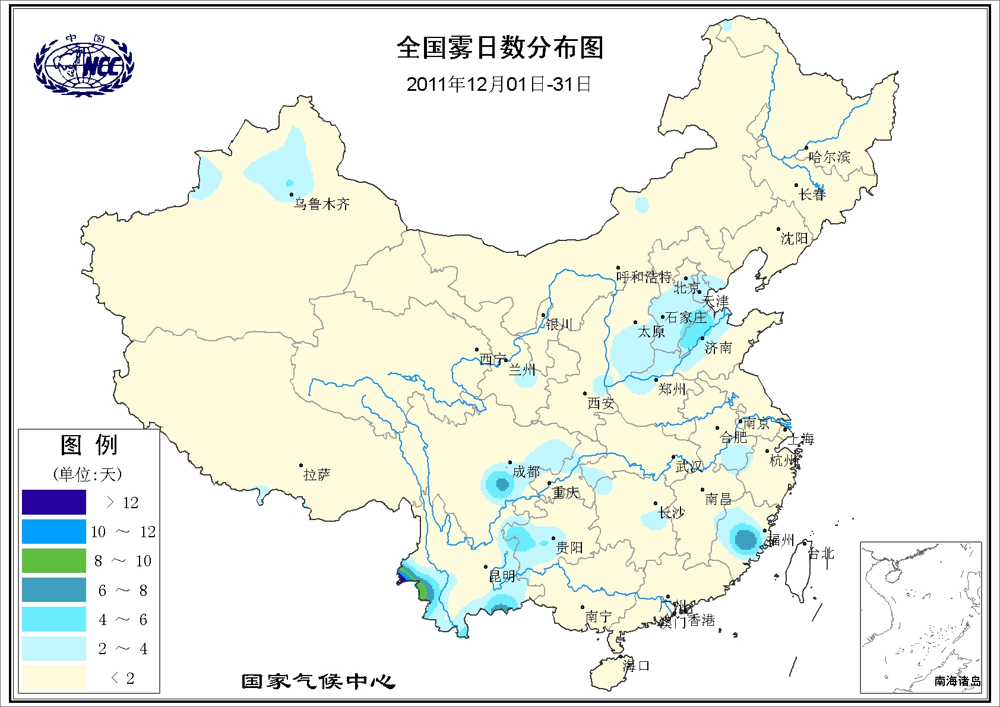 中国
NCC
全国雾日数分布图
2011年12月01日-31日
哈尔滨
长春
乌鲁木齐
沈阳
呼和浩特
北京
天津
石家庄
银川
太原
济南
西宁
兰州
郑州
西安
南京
合肥
上海
杭州
武汉
拉萨
成都
重庆
南昌
长沙
福州
贵阳
台北
昆明
广州
南宁
澳门
香港
海口
图 例
(单位:天)
> 12
10 ～ 12
8 ～ 10
6 ～ 8
4 ～ 6
2 ～ 4
< 2
国家气候中心
南海诸岛